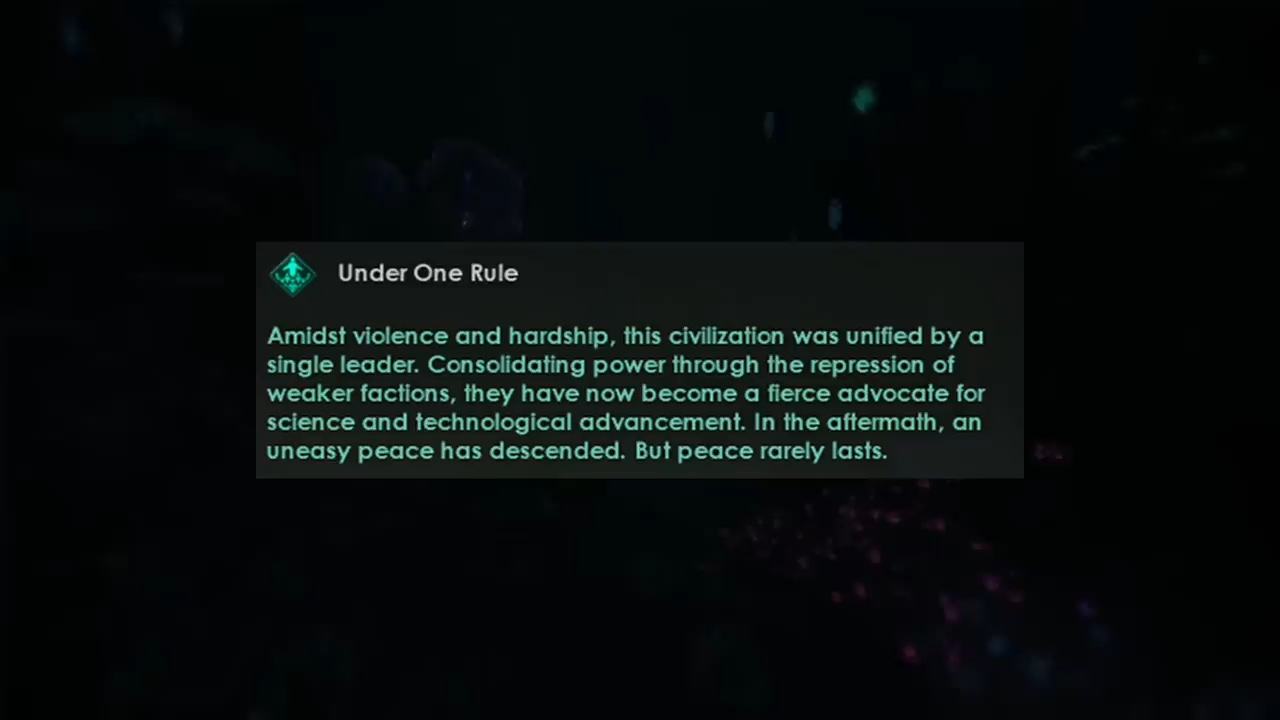 Under One Rule
Amidst violence and hardship, this civilization was unified by a
single leader. Consolidating power through the repression of
weaker factions, they have now become a fierce advocate for
science and technological advancement. In the aftermath, an
uneasy peace has descended. But peace rarely lasts.